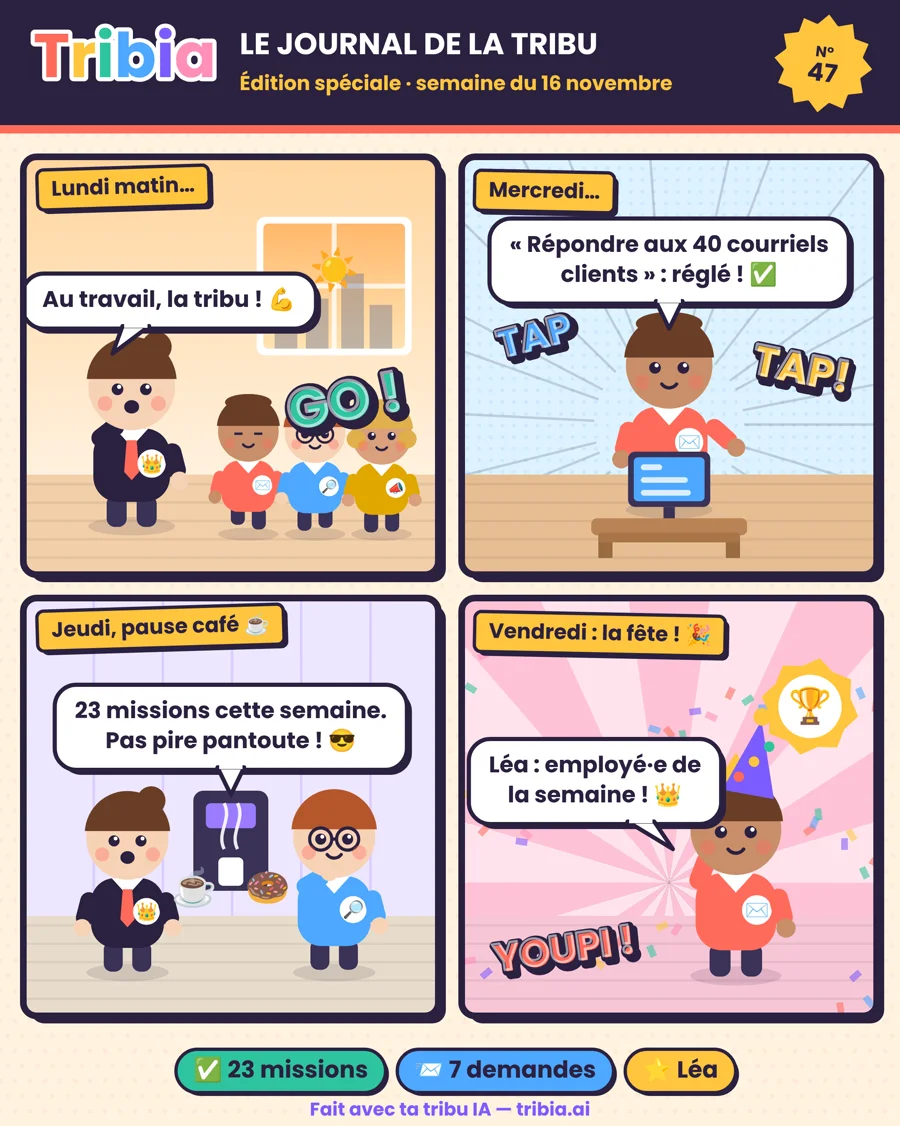 Tribia
LE JOURNAL DE LA TRIBU
Édition spéciale · semaine du 16 novembre
Nº
47
Lundi matin…
Au travail, la tribu ! 💪
GO !
Mercredi…
« Répondre aux 40 courriels
clients » : réglé ! ✅
TAP
TAP!
Jeudi, pause café ☕
23 missions cette semaine.
Pas pire pantoute ! 😎
Vendredi : la fête ! 🎉
Léa : employé·e de
la semaine ! 👑
YOUPI !
✅ 23 missions
📨 7 demandes
⭐ Léa
Fait avec ta tribu IA — tribia.ai